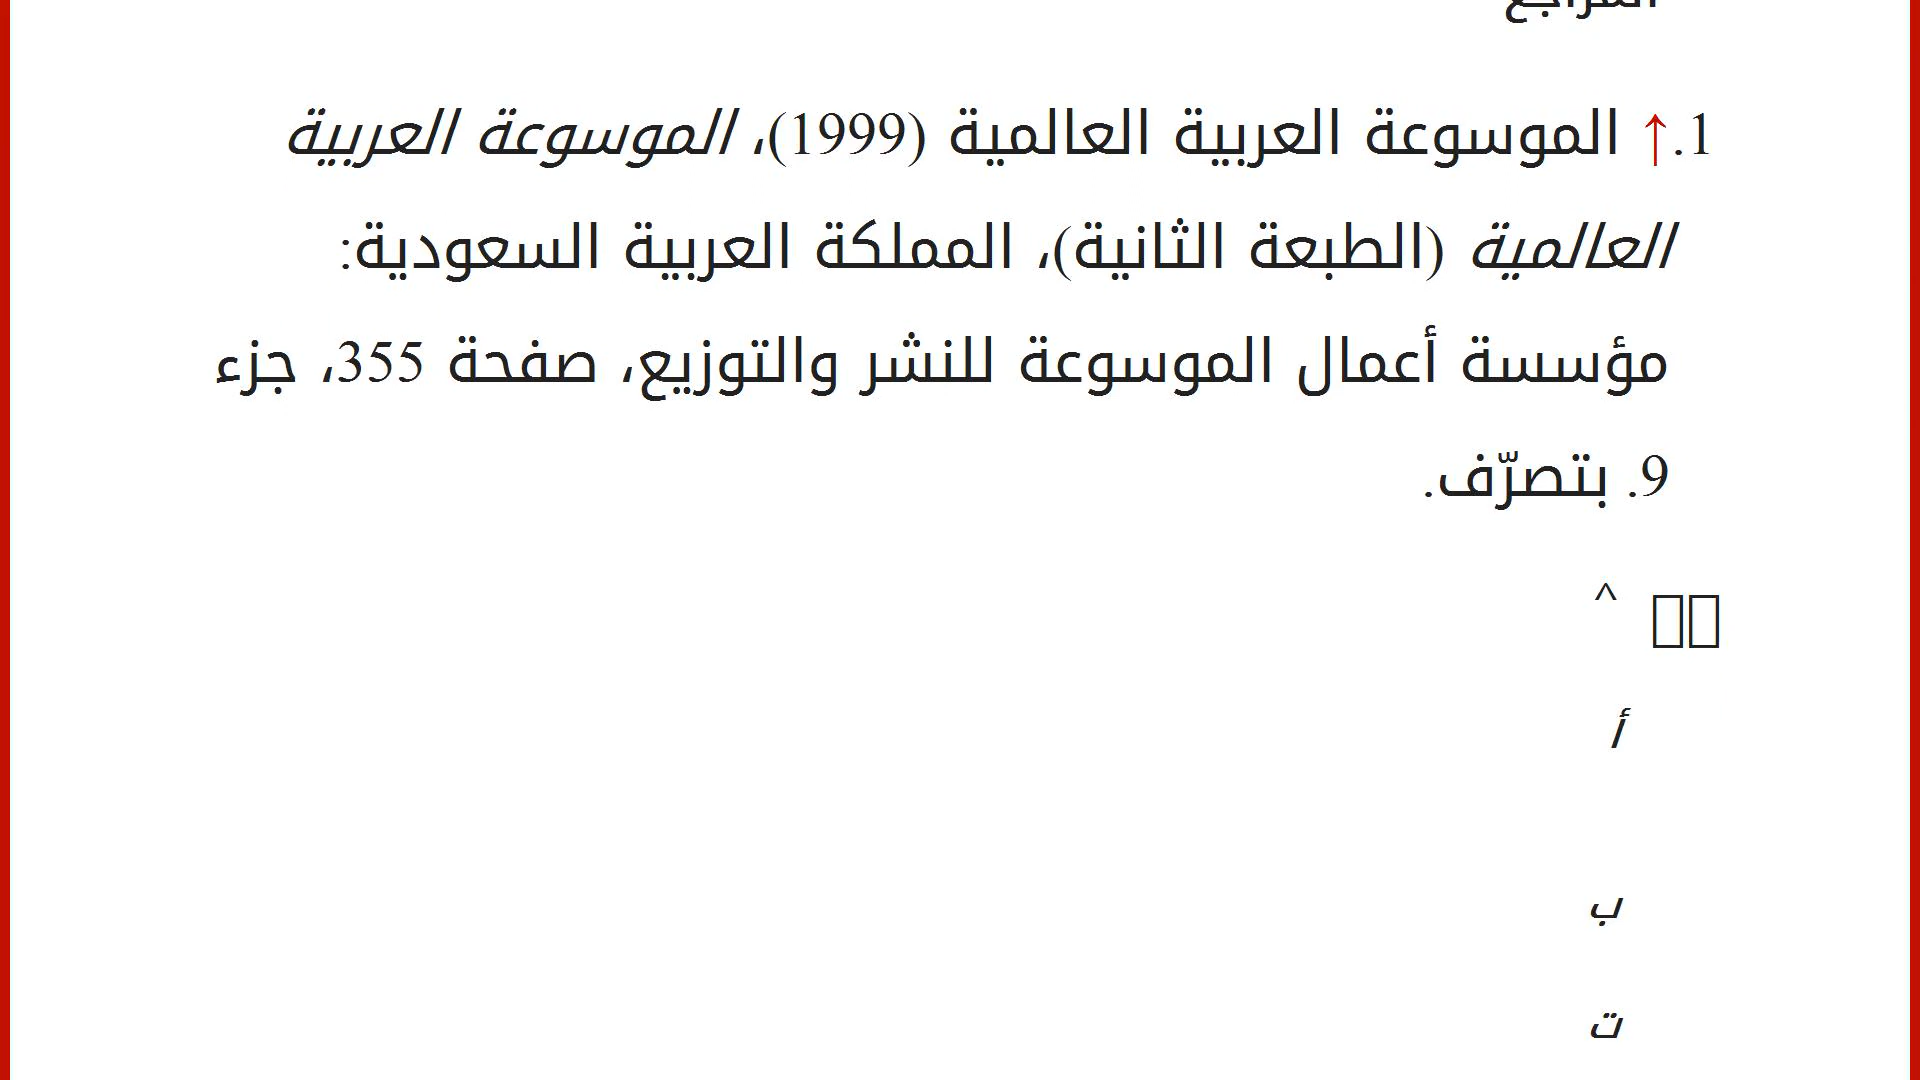 المراجع
1.↑ الموسوعة العربية العالمية (1999)، الموسوعة العربية
العالمية (الطبعة الثانية)، المملكة العربية السعودية:
مؤسسة أعمال الموسوعة للنشر والتوزيع، صفحة 355، جزء
9. بتصرّف.
^
أ
ب
ت